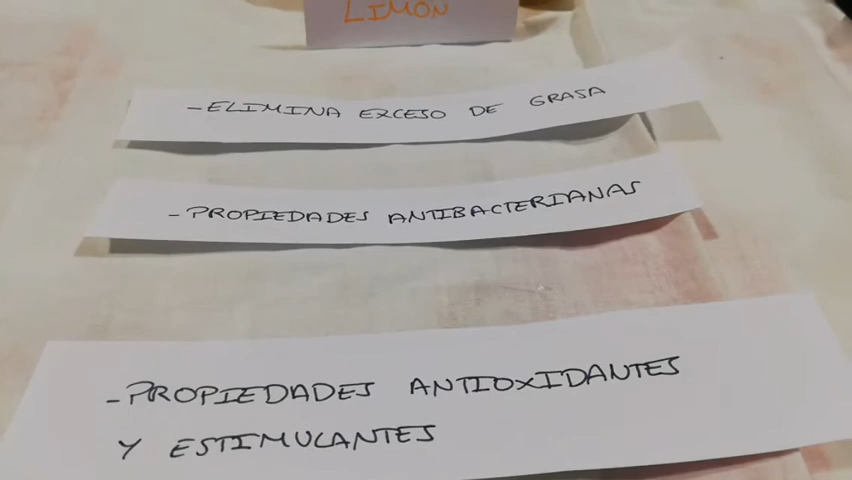 LIMÓN
- ELIMINA EXCESO DE GRASA
- PROPIEDADES ANTIBACTERIANAS
- PROPIEDADES ANTIOXIDANTES
Y ESTIMULANTES